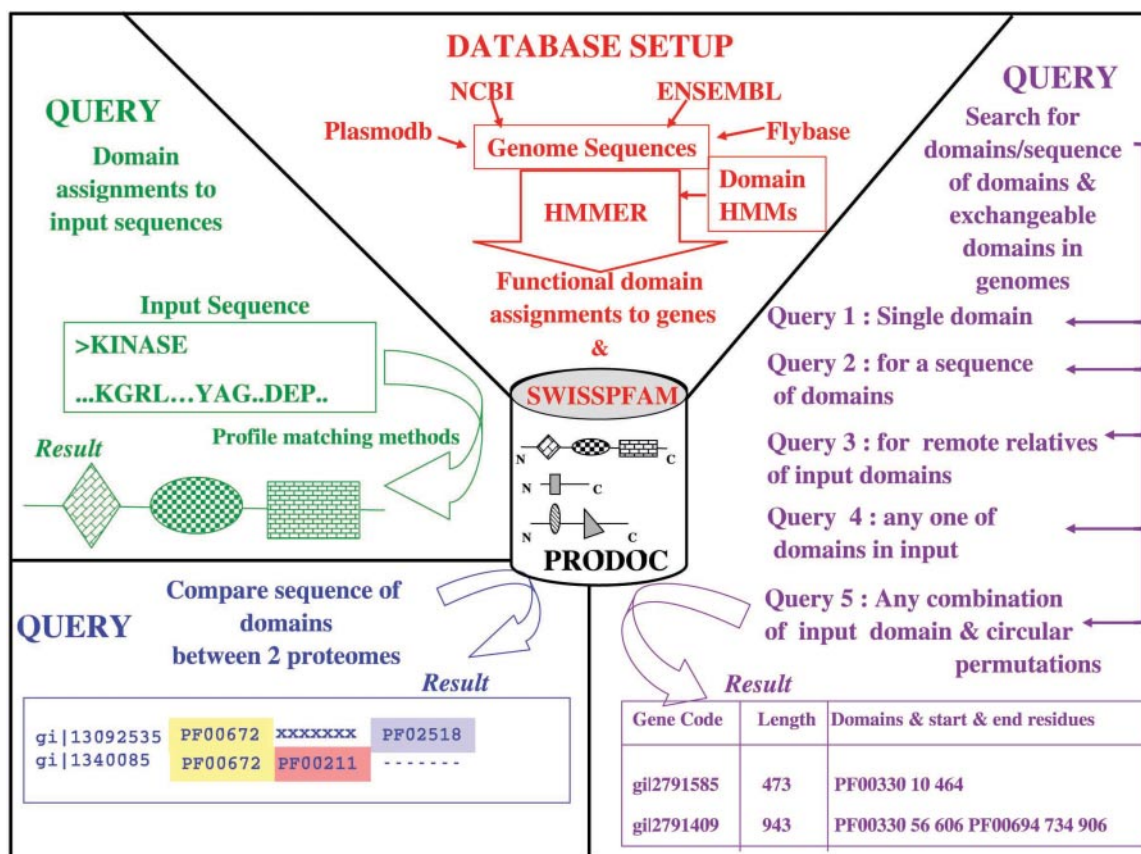 DATABASE SETUP
NCBI
ENSEMBL
Plasmodb
Flybase
Genome Sequences
HMMER
Domain
HMMs
Functional domain
assignments to genes
&
SWISSPFAM
N
C
N
C
N
C
PRODOC
QUERY
Domain
assignments to
input sequences
Input Sequence
>KINASE
...KGRL...YAG..DEP..
Profile matching methods
Result
QUERY
Search for
domains/sequence
of domains &
exchangeable
domains in
genomes
Query 1 : Single domain
Query 2 : for a sequence
of domains
Query 3 : for remote relatives
of input domains
Query 4 : any one of
domains in input
Query 5 : Any combination
of input domain & circular
permutations
Result
Gene Code Length Domains & start & end residues
gi|2791585 473 PF00330 10 464
gi|2791409 943 PF00330 56 606 PF00694 734 906
QUERY
Compare sequence of
domains
between 2 proteomes
Result
gi|13092535 PF00672 xxxxxxx PF02518
gi|1340085 PF00672 PF00211 -------